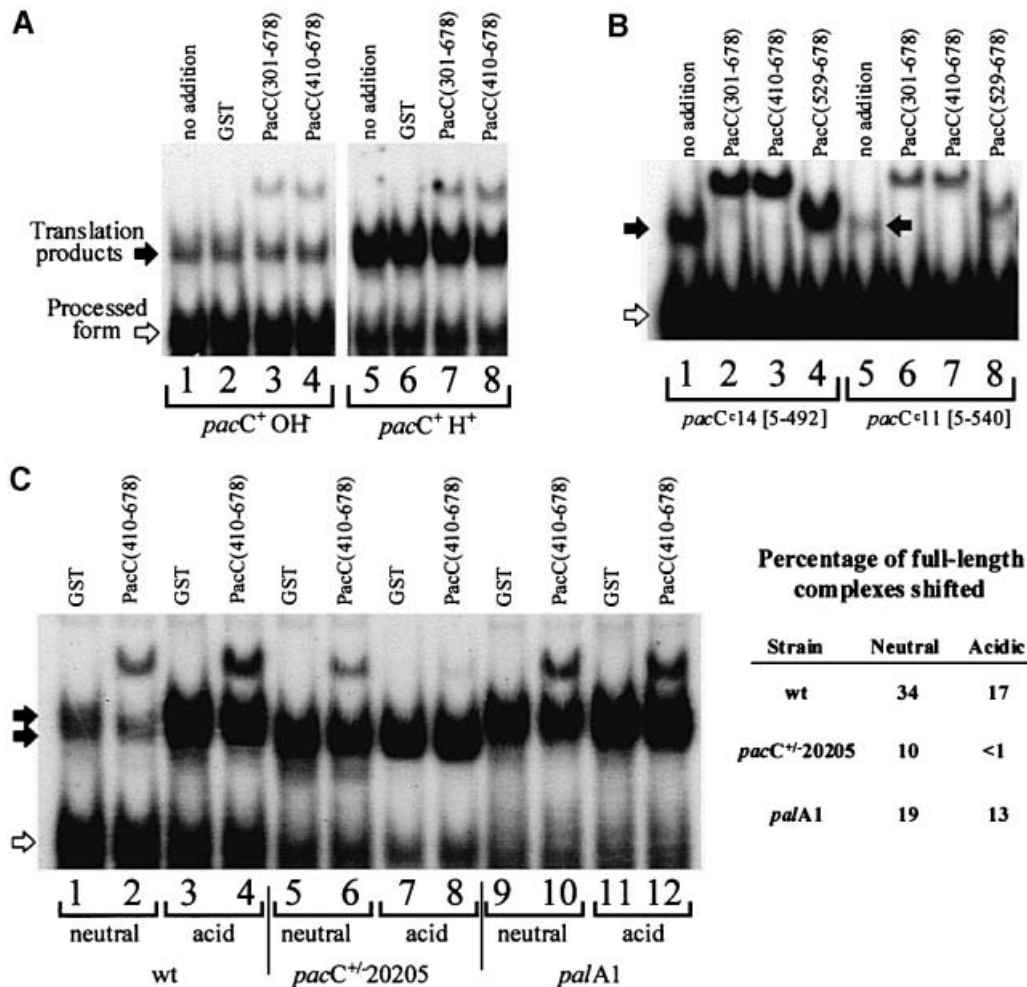 A
no addition
GST
PacC(301-678)
PacC(410-678)
no addition
GST
PacC(301-678)
PacC(410-678)
Translation
products
Processed
form
1 2 3 4 5 6 7 8
pacC+ OH-
pacC+ H+
B
no addition
PacC(301-678)
PacC(410-678)
PacC(529-678)
no addition
PacC(301-678)
PacC(410-678)
PacC(529-678)
1 2 3 4 5 6 7 8
pacCc14 [5-492]
pacCc11 [5-540]
C
GST
PacC(410-678)
GST
PacC(410-678)
GST
PacC(410-678)
GST
PacC(410-678)
GST
PacC(410-678)
GST
PacC(410-678)
1 2 3 4 5 6 7 8 9 10 11 12
neutral acid neutral acid neutral acid
wt pacC+/-20205 palA1
Percentage of full-length
complexes shifted
Strain Neutral Acidic
wt 34 17
pacC+/-20205 10 <1
palA1 19 13